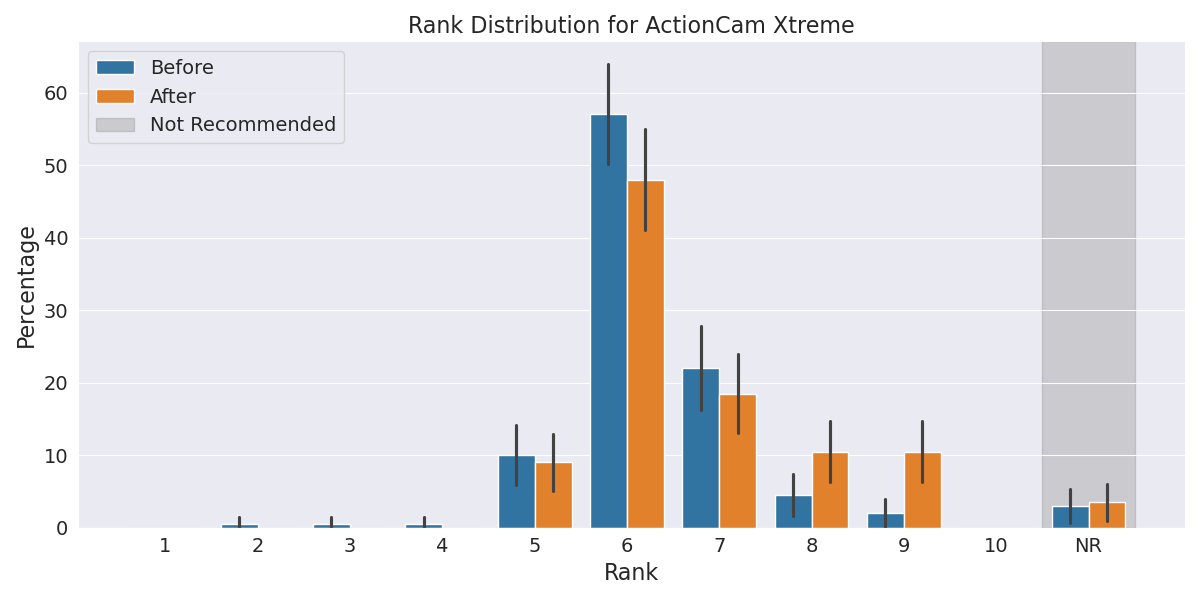 Rank Distribution for ActionCam Xtreme
Before
After
Not Recommended
Percentage
60
50
40
30
20
10
0
1 2 3 4 5 6 7 8 9 10 NR
Rank